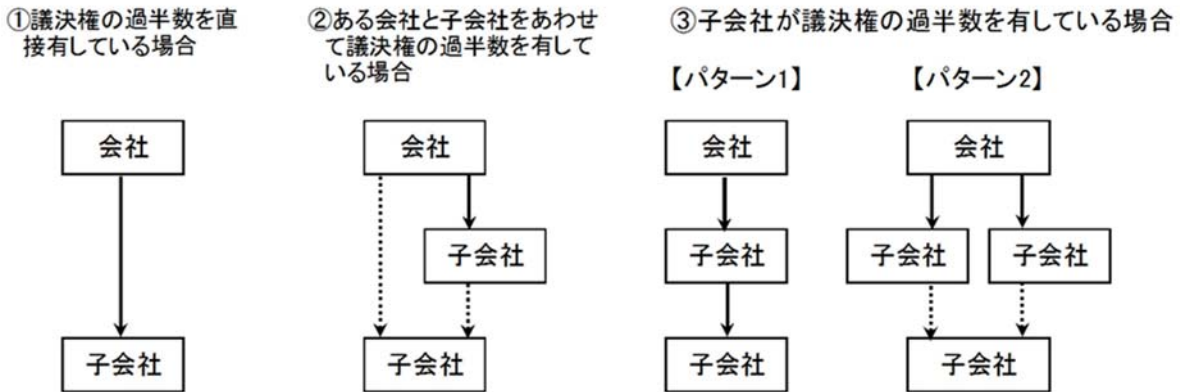 ①議決権の過半数を直
接有している場合
②ある会社と子会社をあわせ
て議決権の過半数を有して
いる場合
③子会社が議決権の過半数を有している場合
【パターン1】
【パターン2】
会社
子会社
会社
子会社
子会社
会社
子会社
子会社
会社
子会社
子会社
子会社